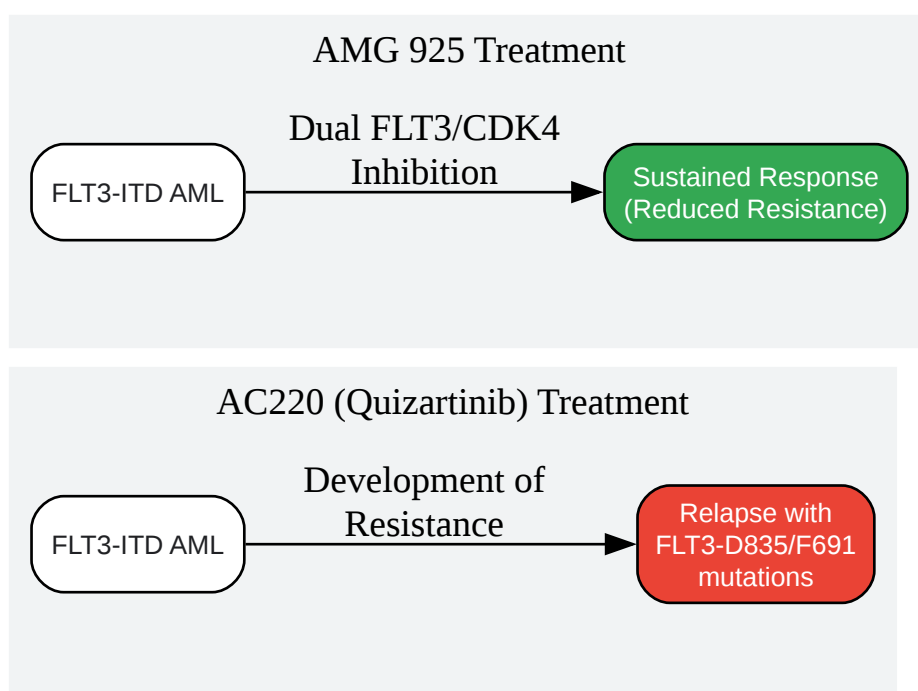 AMG 925 Treatment
Dual FLT3/CDK4
Inhibition
FLT3-ITD AML
Sustained Response
(Reduced Resistance)
AC220 (Quizartinib) Treatment
Development of
Resistance
FLT3-ITD AML
Relapse with
FLT3-D835/F691
mutations